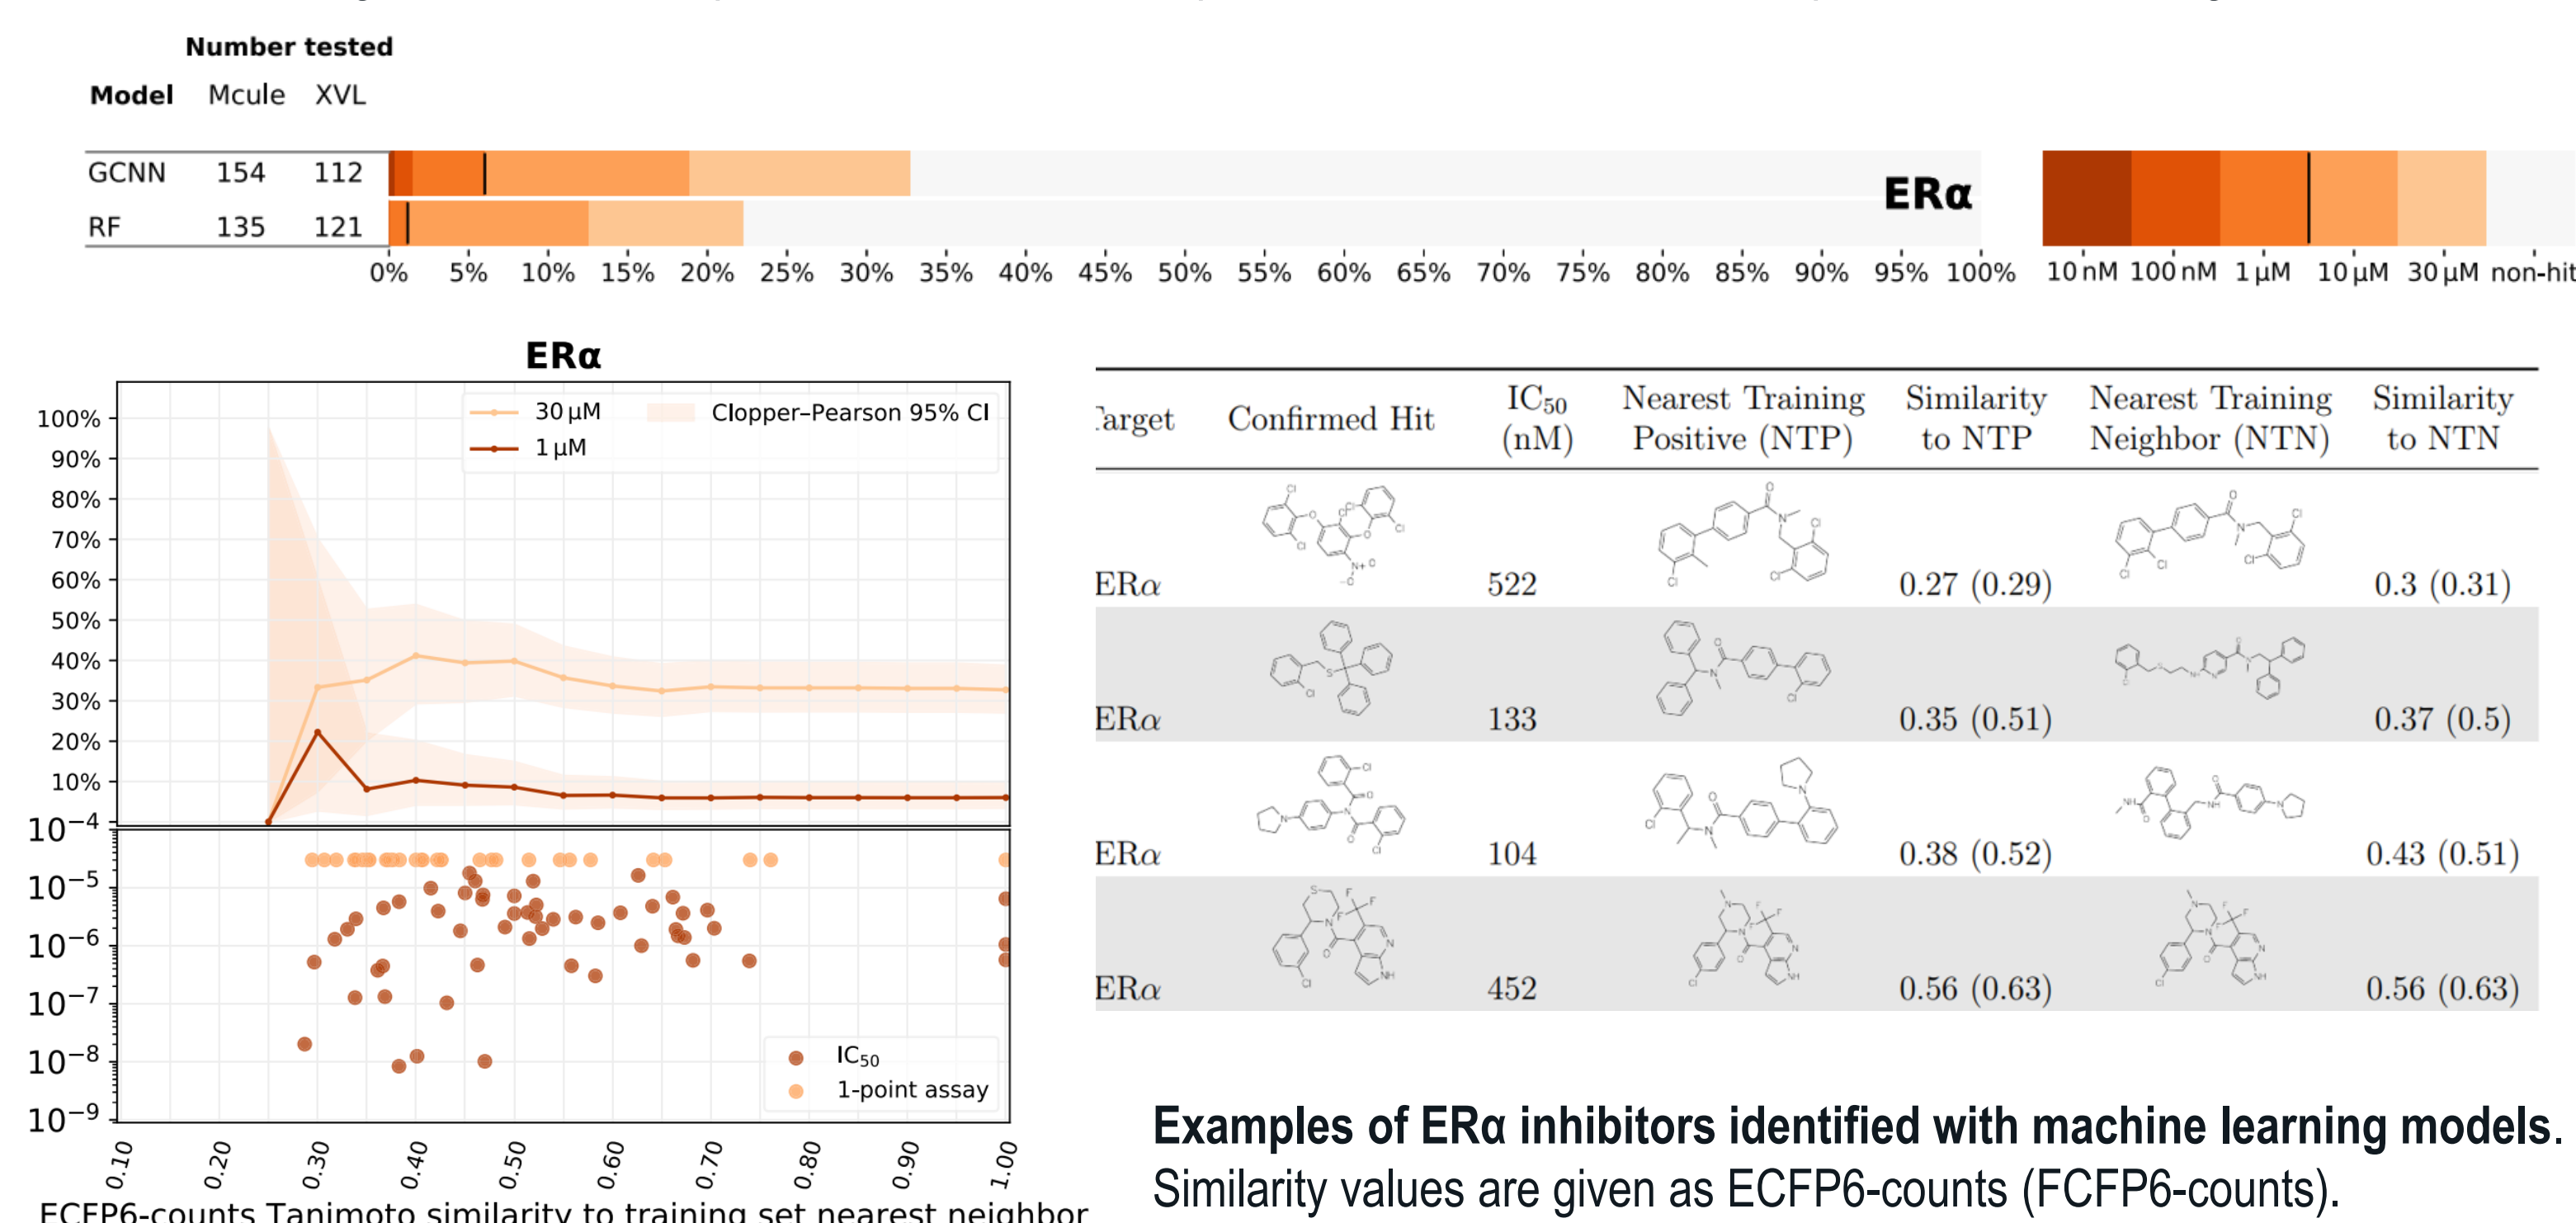 Number tested
Model Mcule XVL
GCNN 154 112
RF 135 121
ERα
0% 5% 10% 15% 20% 25% 30% 35% 40% 45% 50% 55% 60% 65% 70% 75% 80% 85% 90% 95% 100%
10 nM 100 nM 1 μM 10 μM 30 μM non-hit
ERα
30 μM
1 μM
Clopper–Pearson 95% CI
100%
90%
80%
70%
60%
50%
40%
30%
20%
10%
10−4
10−5
10−6
10−7
10−8
10−9
IC50
1-point assay
0.10 0.20 0.30 0.40 0.50 0.60 0.70 0.80 0.90 1.00
ECFP6-counts Tanimoto similarity to training set nearest neighbor
Target Confirmed Hit IC50 (nM) Nearest Training Positive (NTP) Similarity to NTP Nearest Training Neighbor (NTN) Similarity to NTN
ERα 522 0.27 (0.29) 0.3 (0.31)
ERα 133 0.35 (0.51) 0.37 (0.5)
ERα 104 0.38 (0.52) 0.43 (0.51)
ERα 452 0.56 (0.63) 0.56 (0.63)
Examples of ERα inhibitors identified with machine learning models.
Similarity values are given as ECFP6-counts (FCFP6-counts).